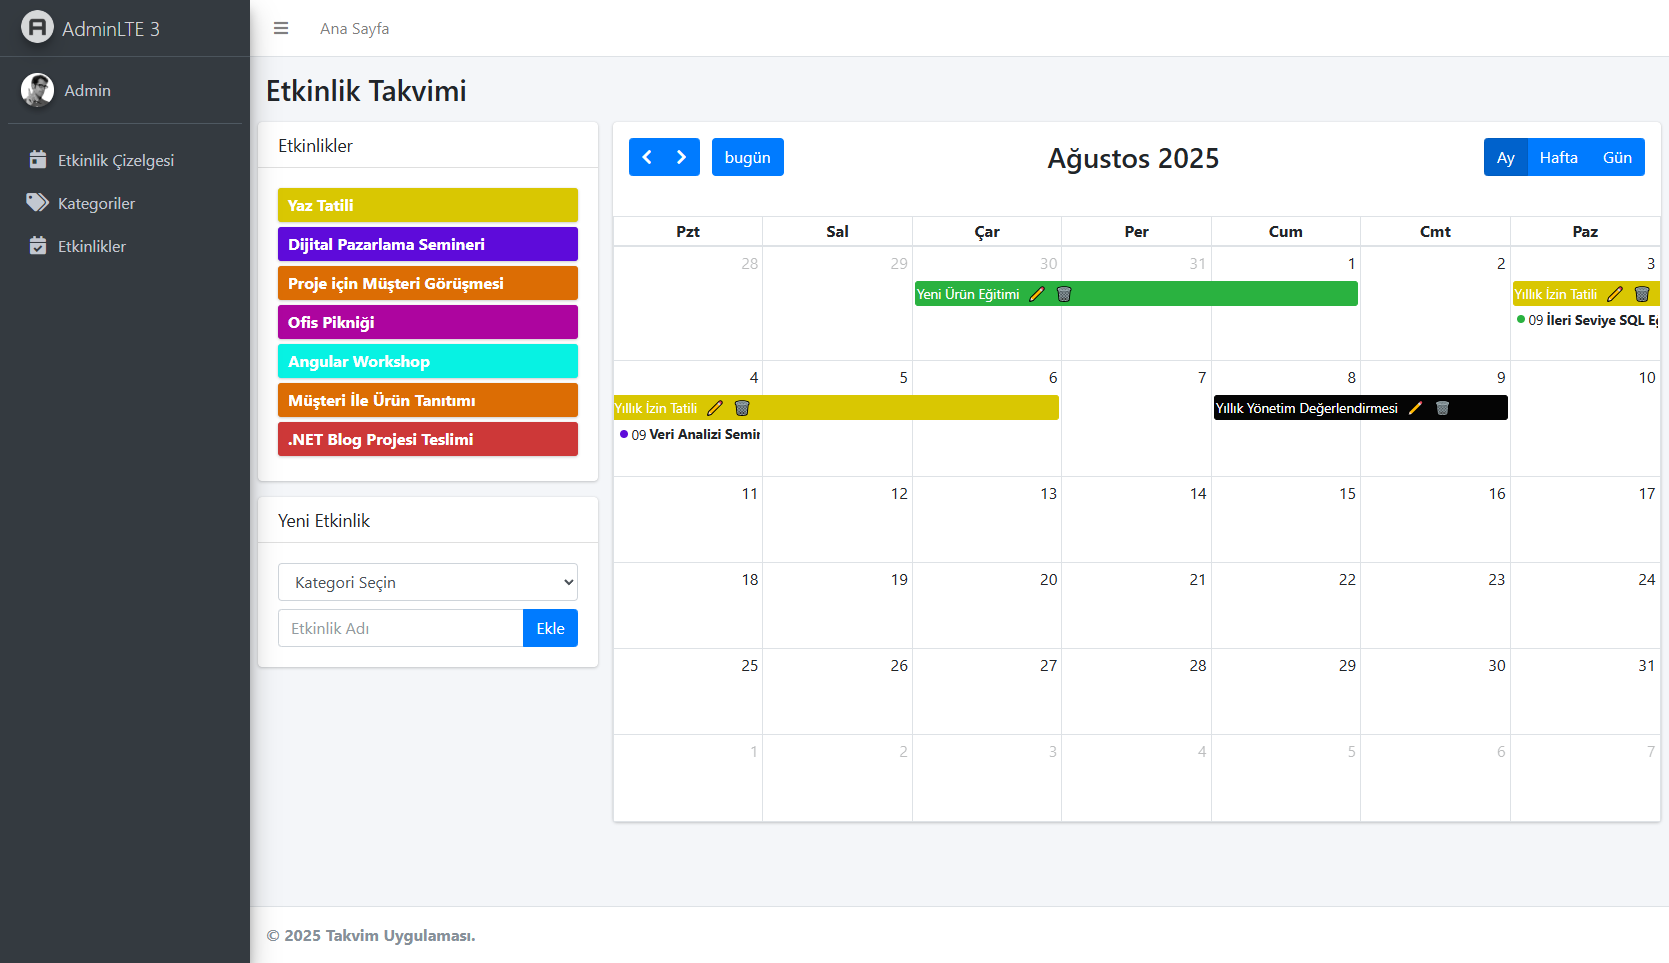 AdminLTE 3
Admin
Etkinlik Çizelgesi
Kategoriler
Etkinlikler
Ana Sayfa
Etkinlik Takvimi
Etkinlikler
Yaz Tatili
Dijital Pazarlama Semineri
Proje için Müşteri Görüşmesi
Ofis Pikniği
Angular Workshop
Müşteri İle Ürün Tanıtımı
.NET Blog Projesi Teslimi
Yeni Etkinlik
Kategori Seçin
Etkinlik Adı
Ekle
bugün
Ağustos 2025
Ay Hafta Gün
Pzt Sal Çar Per Cum Cmt Paz
28 29 30 31 1 2 3
Yeni Ürün Eğitimi
Yıllık İzin Tatili
09 İleri Seviye SQL
4 5 6 7 8 9 10
Yıllık İzin Tatili
Yıllık Yönetim Değerlendirmesi
09 Veri Analizi
11 12 13 14 15 16 17
18 19 20 21 22 23 24
25 26 27 28 29 30 31
1 2 3 4 5 6 7
© 2025 Takvim Uygulaması.